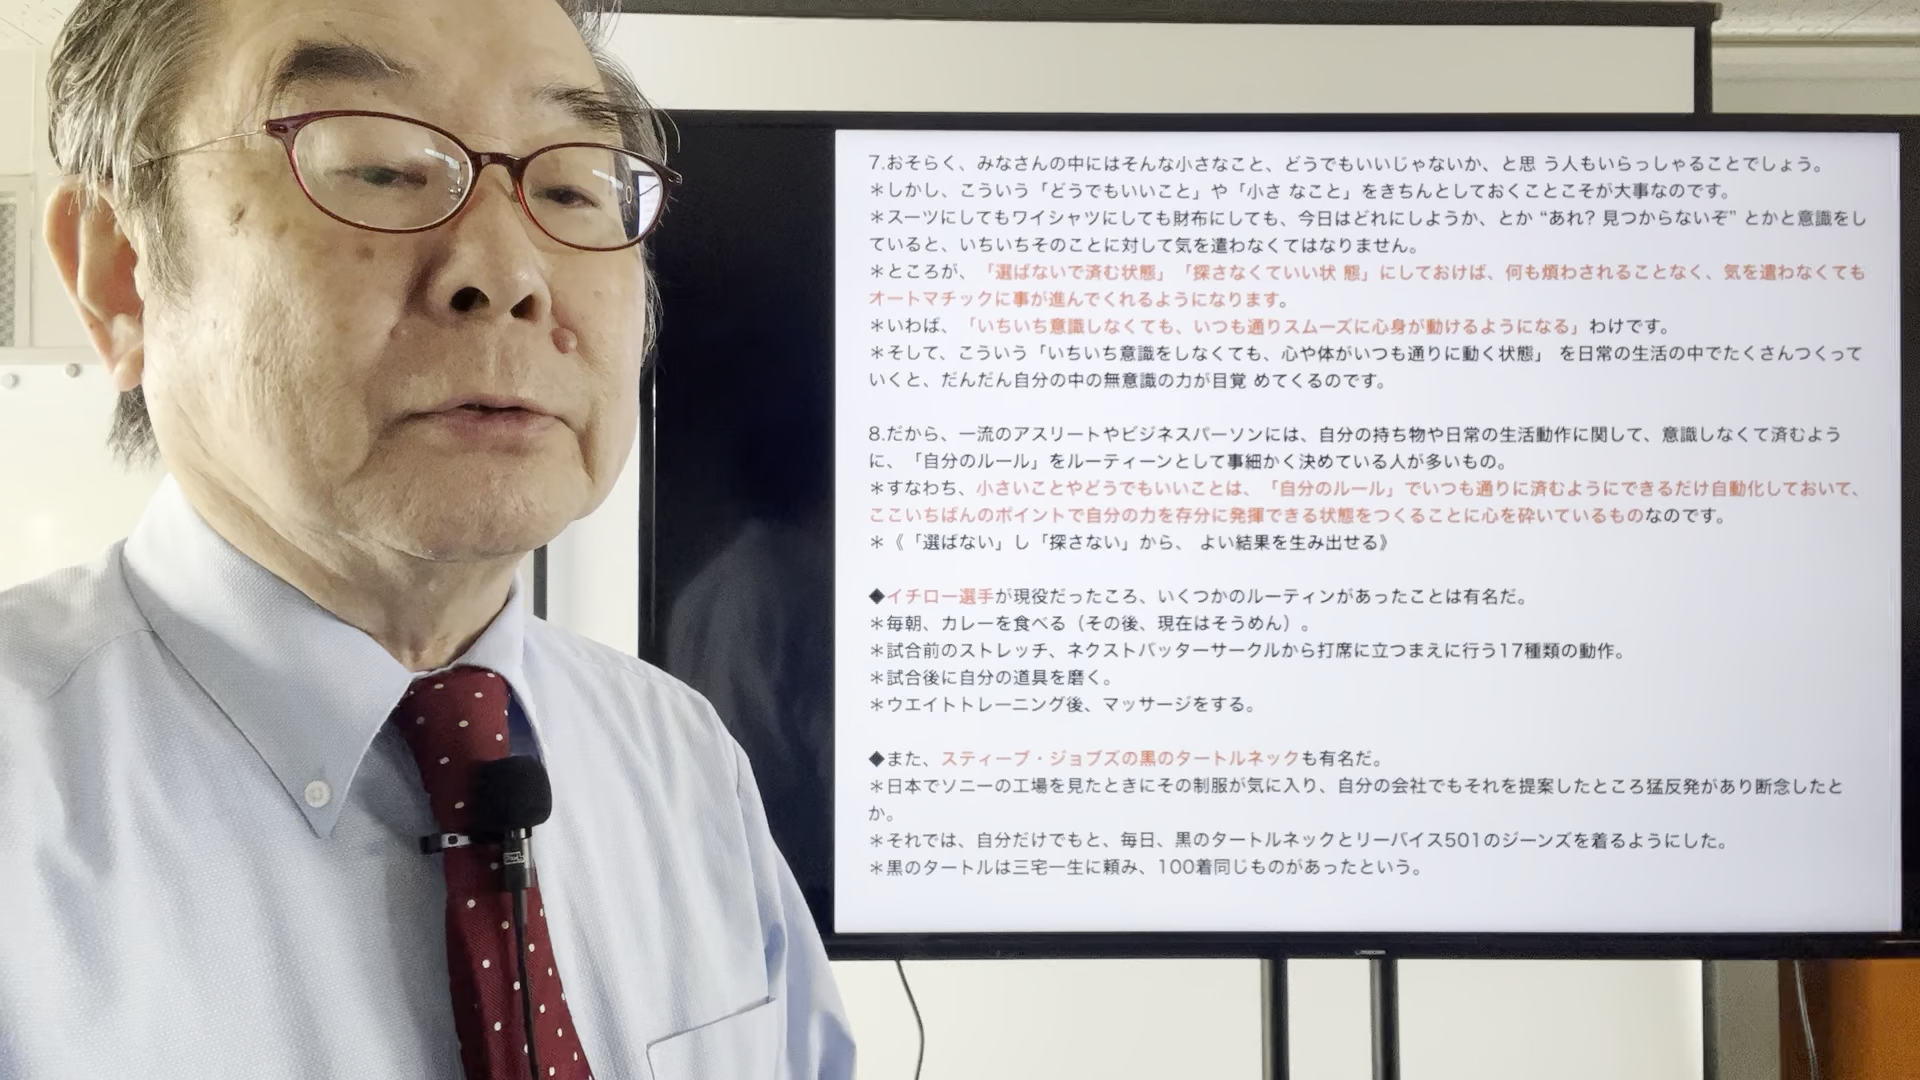 7.おそらく、みなさんの中にはそんな小さなこと、どうでもいいじゃないか、と思 う人もいらっしゃることでしょう。
＊しかし、こういう「どうでもいいこと」や「小さ なこと」をきちんとしておくことこそが大事なのです。
＊スーツにしてもワイシャツにしても財布にしても、今日はどれにしようか、とか “あれ? 見つからないぞ” とかと意識をし
ていると、いちいちそのことに対して気を遣わなくてはなりません。
＊ところが、「選ばないで済む状態」「探さなくていい状 態」にしておけば、何も煩わされることなく、気を遣わなくても
オートマチックに事が進んでくれるようになります。
＊いわば、「いちいち意識しなくても、いつも通りスムーズに心身が動けるようになる」わけです。
＊そして、こういう「いちいち意識をしなくても、心や体がいつも通りに動く状態」 を日常の生活の中でたくさんつくって
いくと、だんだん自分の中の無意識の力が目覚 めてくるのです。
8.だから、一流のアスリートやビジネスパーソンには、自分の持ち物や日常の生活動作に関して、意識しなくて済むよう
に、「自分のルール」をルーティーンとして事細かく決めている人が多いもの。
＊すなわち、小さいことやどうでもいいことは、「自分のルール」でいつも通りに済むようにできるだけ自動化しておいて、
ここいちばんのポイントで自分の力を存分に発揮できる状態をつくることに心を砕いているものなのです。
＊《「選ばない」し「探さない」から、 よい結果を生み出せる》
◆イチロー選手が現役だったころ、いくつかのルーティンがあったことは有名だ。
＊毎朝、カレーを食べる（その後、現在はそうめん）。
＊試合前のストレッチ、ネクストバッターサークルから打席に立つまえに行う17種類の動作。
＊試合後に自分の道具を磨く。
＊ウエイトトレーニング後、マッサージをする。
◆また、スティーブ・ジョブズの黒のタートルネックも有名だ。
＊日本でソニーの工場を見たときにその制服が気に入り、自分の会社でもそれを提案したところ猛反発があり断念したと
か。
＊それでは、自分だけでもと、毎日、黒のタートルネックとリーバイス501のジーンズを着るようにした。
＊黒のタートルは三宅一生に頼み、100着同じものがあったという。